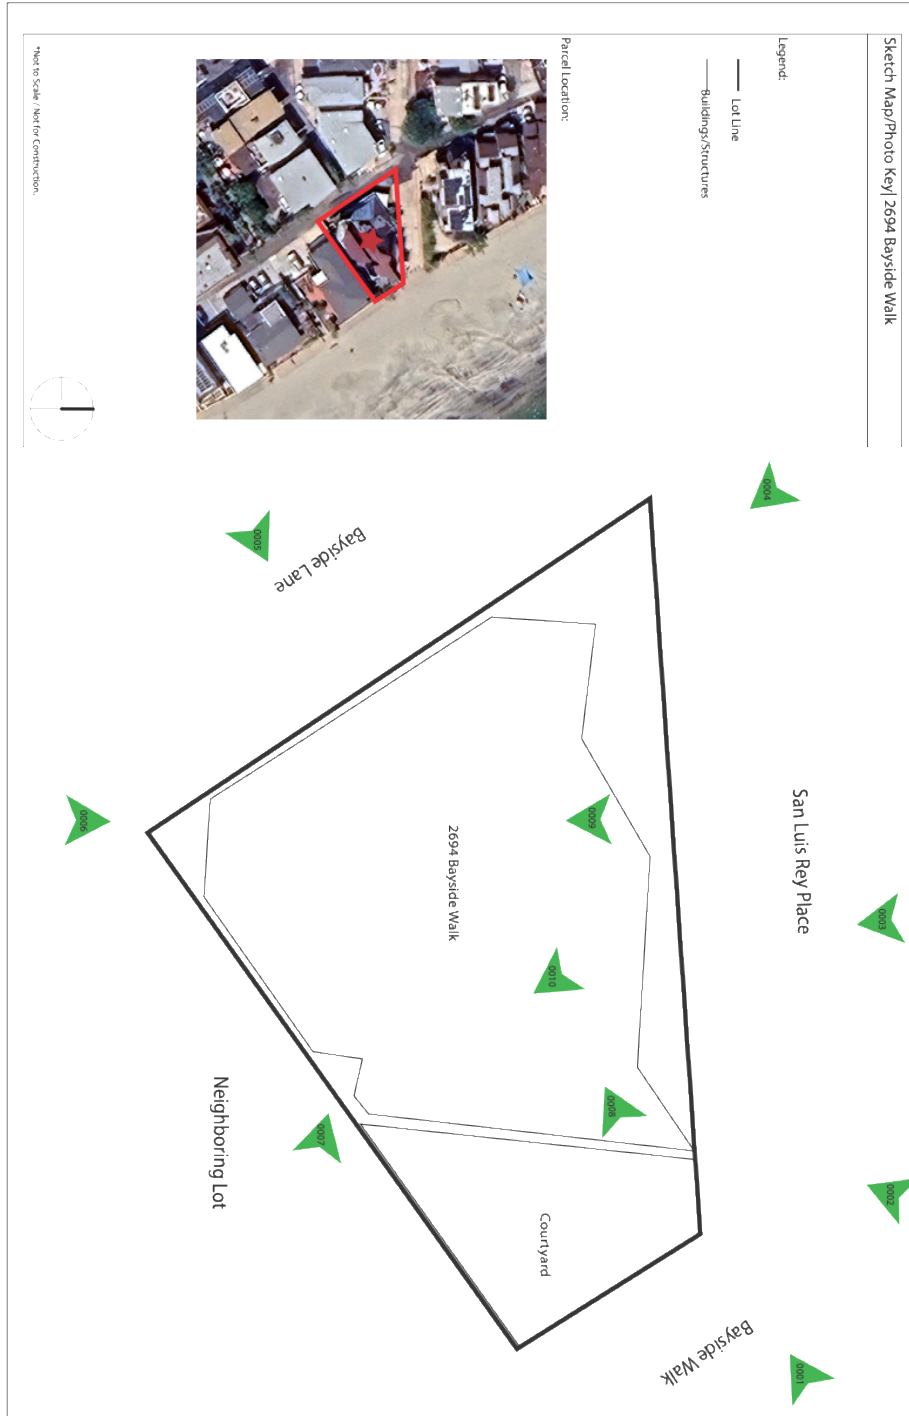 Sketch Map/Photo Key| 2694 Bayside Walk
Legend:
Lot Line
Buildings/Structures
Parcel Location:
*Not to Scale / Not for Construction.
0004
0005
Bayside Lane
San Luis Rey Place
0003
0009
0006
2694 Bayside Walk
0010
0008
0007
Neighboring Lot
0002
Courtyard
Bayside Walk
0001